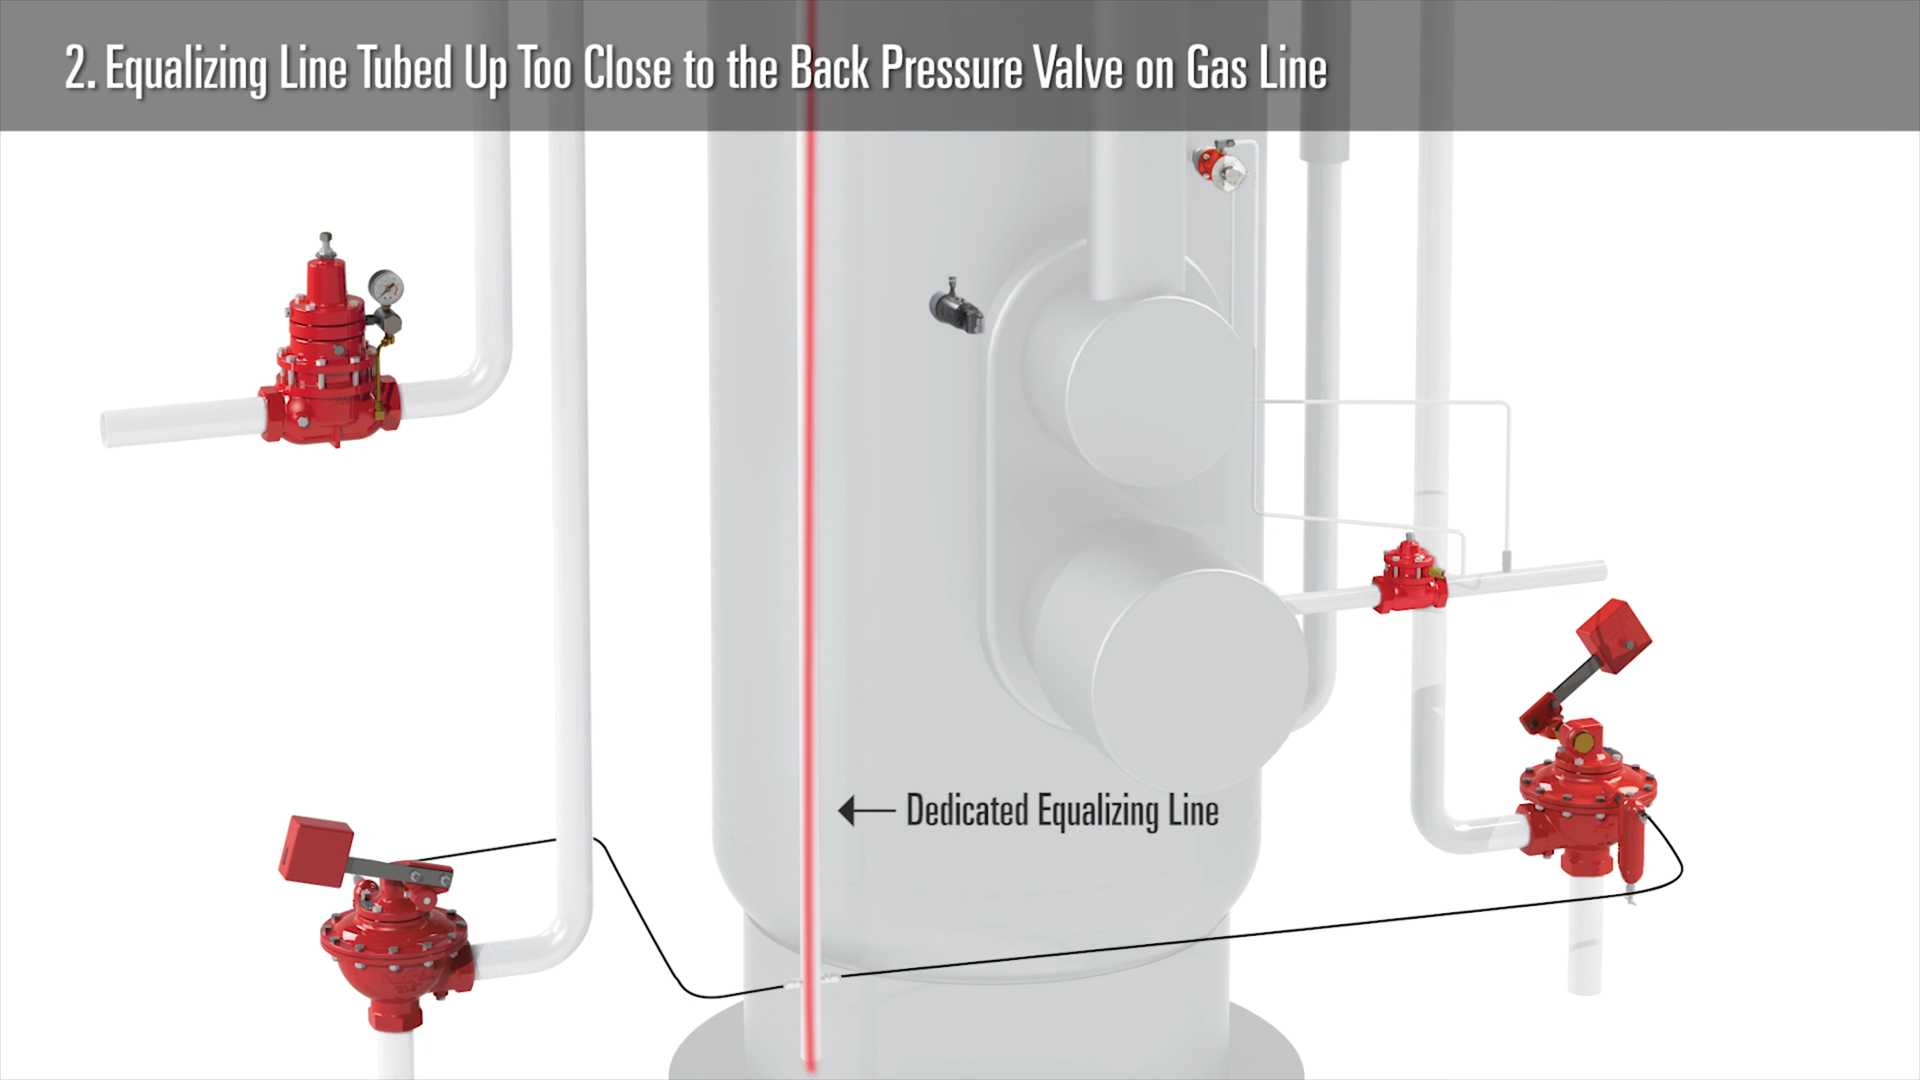 2. Equalizing Line Tubed Up Too Close to the Back Pressure Valve on Gas Line
Dedicated Equalizing Line